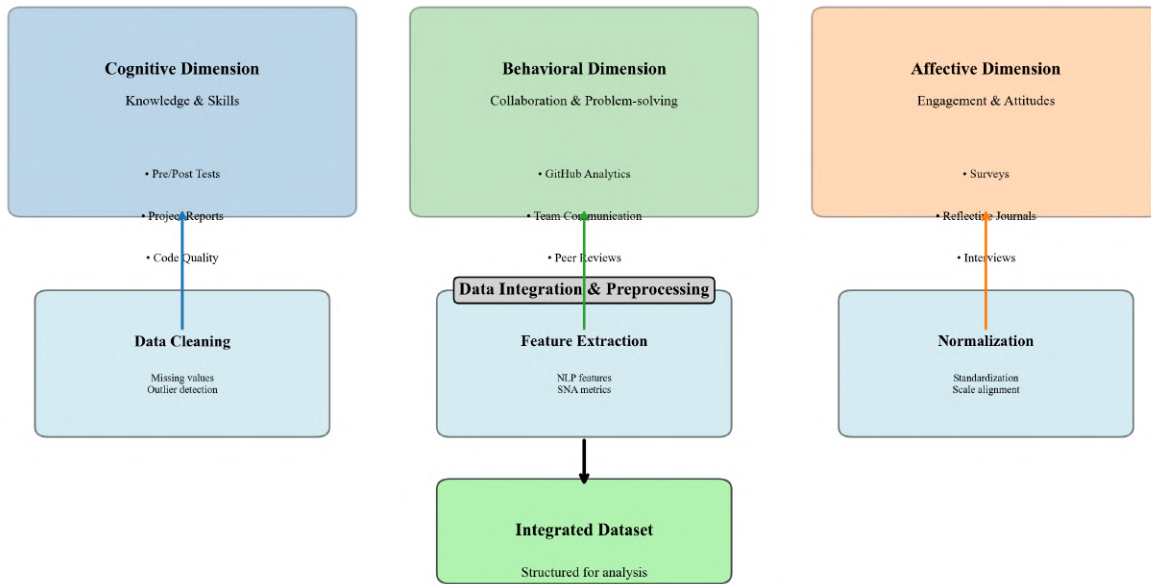 Cognitive Dimension
Knowledge & Skills
• Pre/Post Tests
• Project Reports
• Code Quality
Behavioral Dimension
Collaboration & Problem-solving
• GitHub Analytics
• Team Communication
• Peer Reviews
Affective Dimension
Engagement & Attitudes
• Surveys
• Reflective Journals
• Interviews
Data Integration & Preprocessing
Data Cleaning
Missing values
Outlier detection
Feature Extraction
NLP features
SNA metrics
Normalization
Standardization
Scale alignment
Integrated Dataset
Structured for analysis